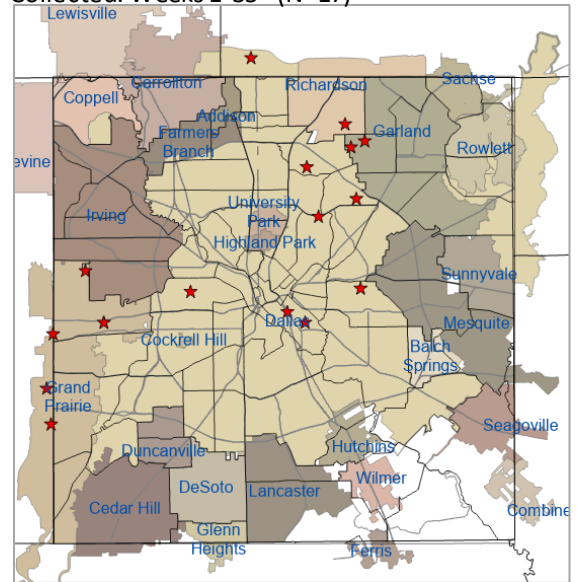 Lewisville
Carrollton
Richardson
Sachse
Coppell
Addison
Farmers
Branch
Garland
Rowlett
evine
University
Park
Irving
Highland Park
Sunnyvale
Dallas
Mesquite
Cockrell Hill
Balch
Springs
Grand
Prairie
Seagoville
Duncanville
Hutchins
Wilmer
DeSoto
Lancaster
Cedar Hill
Combine
Glenn
Heights
Ferris